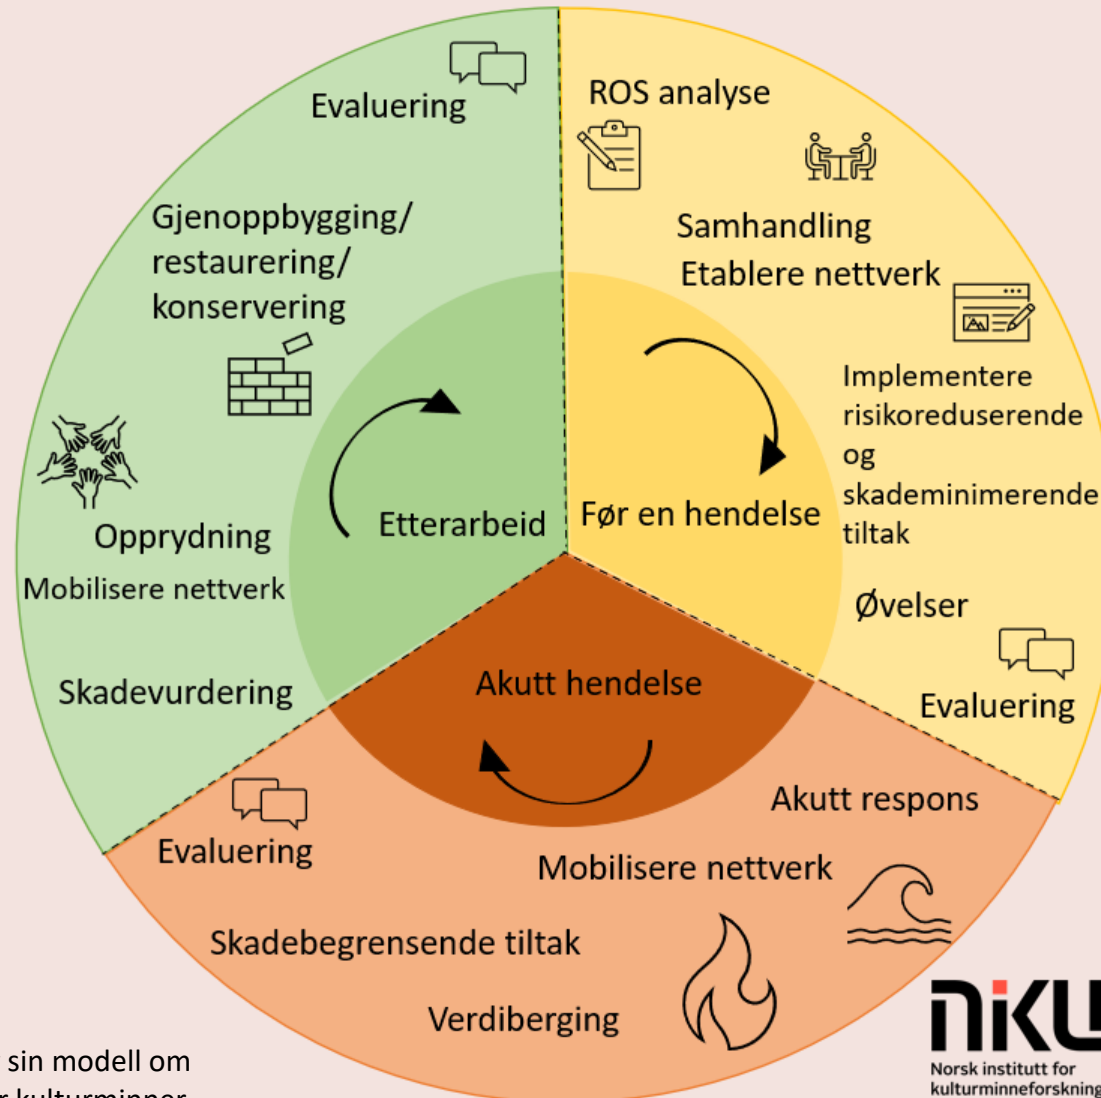 Evaluering
Gjenoppbygging/
restaurering/
konservering
Opprydning
Mobilisere nettverk
Skadevurdering
Etterarbeid
ROS analyse
Samhandling
Etablere nettverk
Implementere
risikoreduserende
og
skademinimerende
tiltak
Øvelser
Evaluering
Før en hendelse
Akutt hendelse
Akutt respons
Mobilisere nettverk
Skadebegrensende tiltak
Verdiberging
Evaluering
sin modell om
kulturminner
NIKU
Norsk institutt for
kulturminneforskning